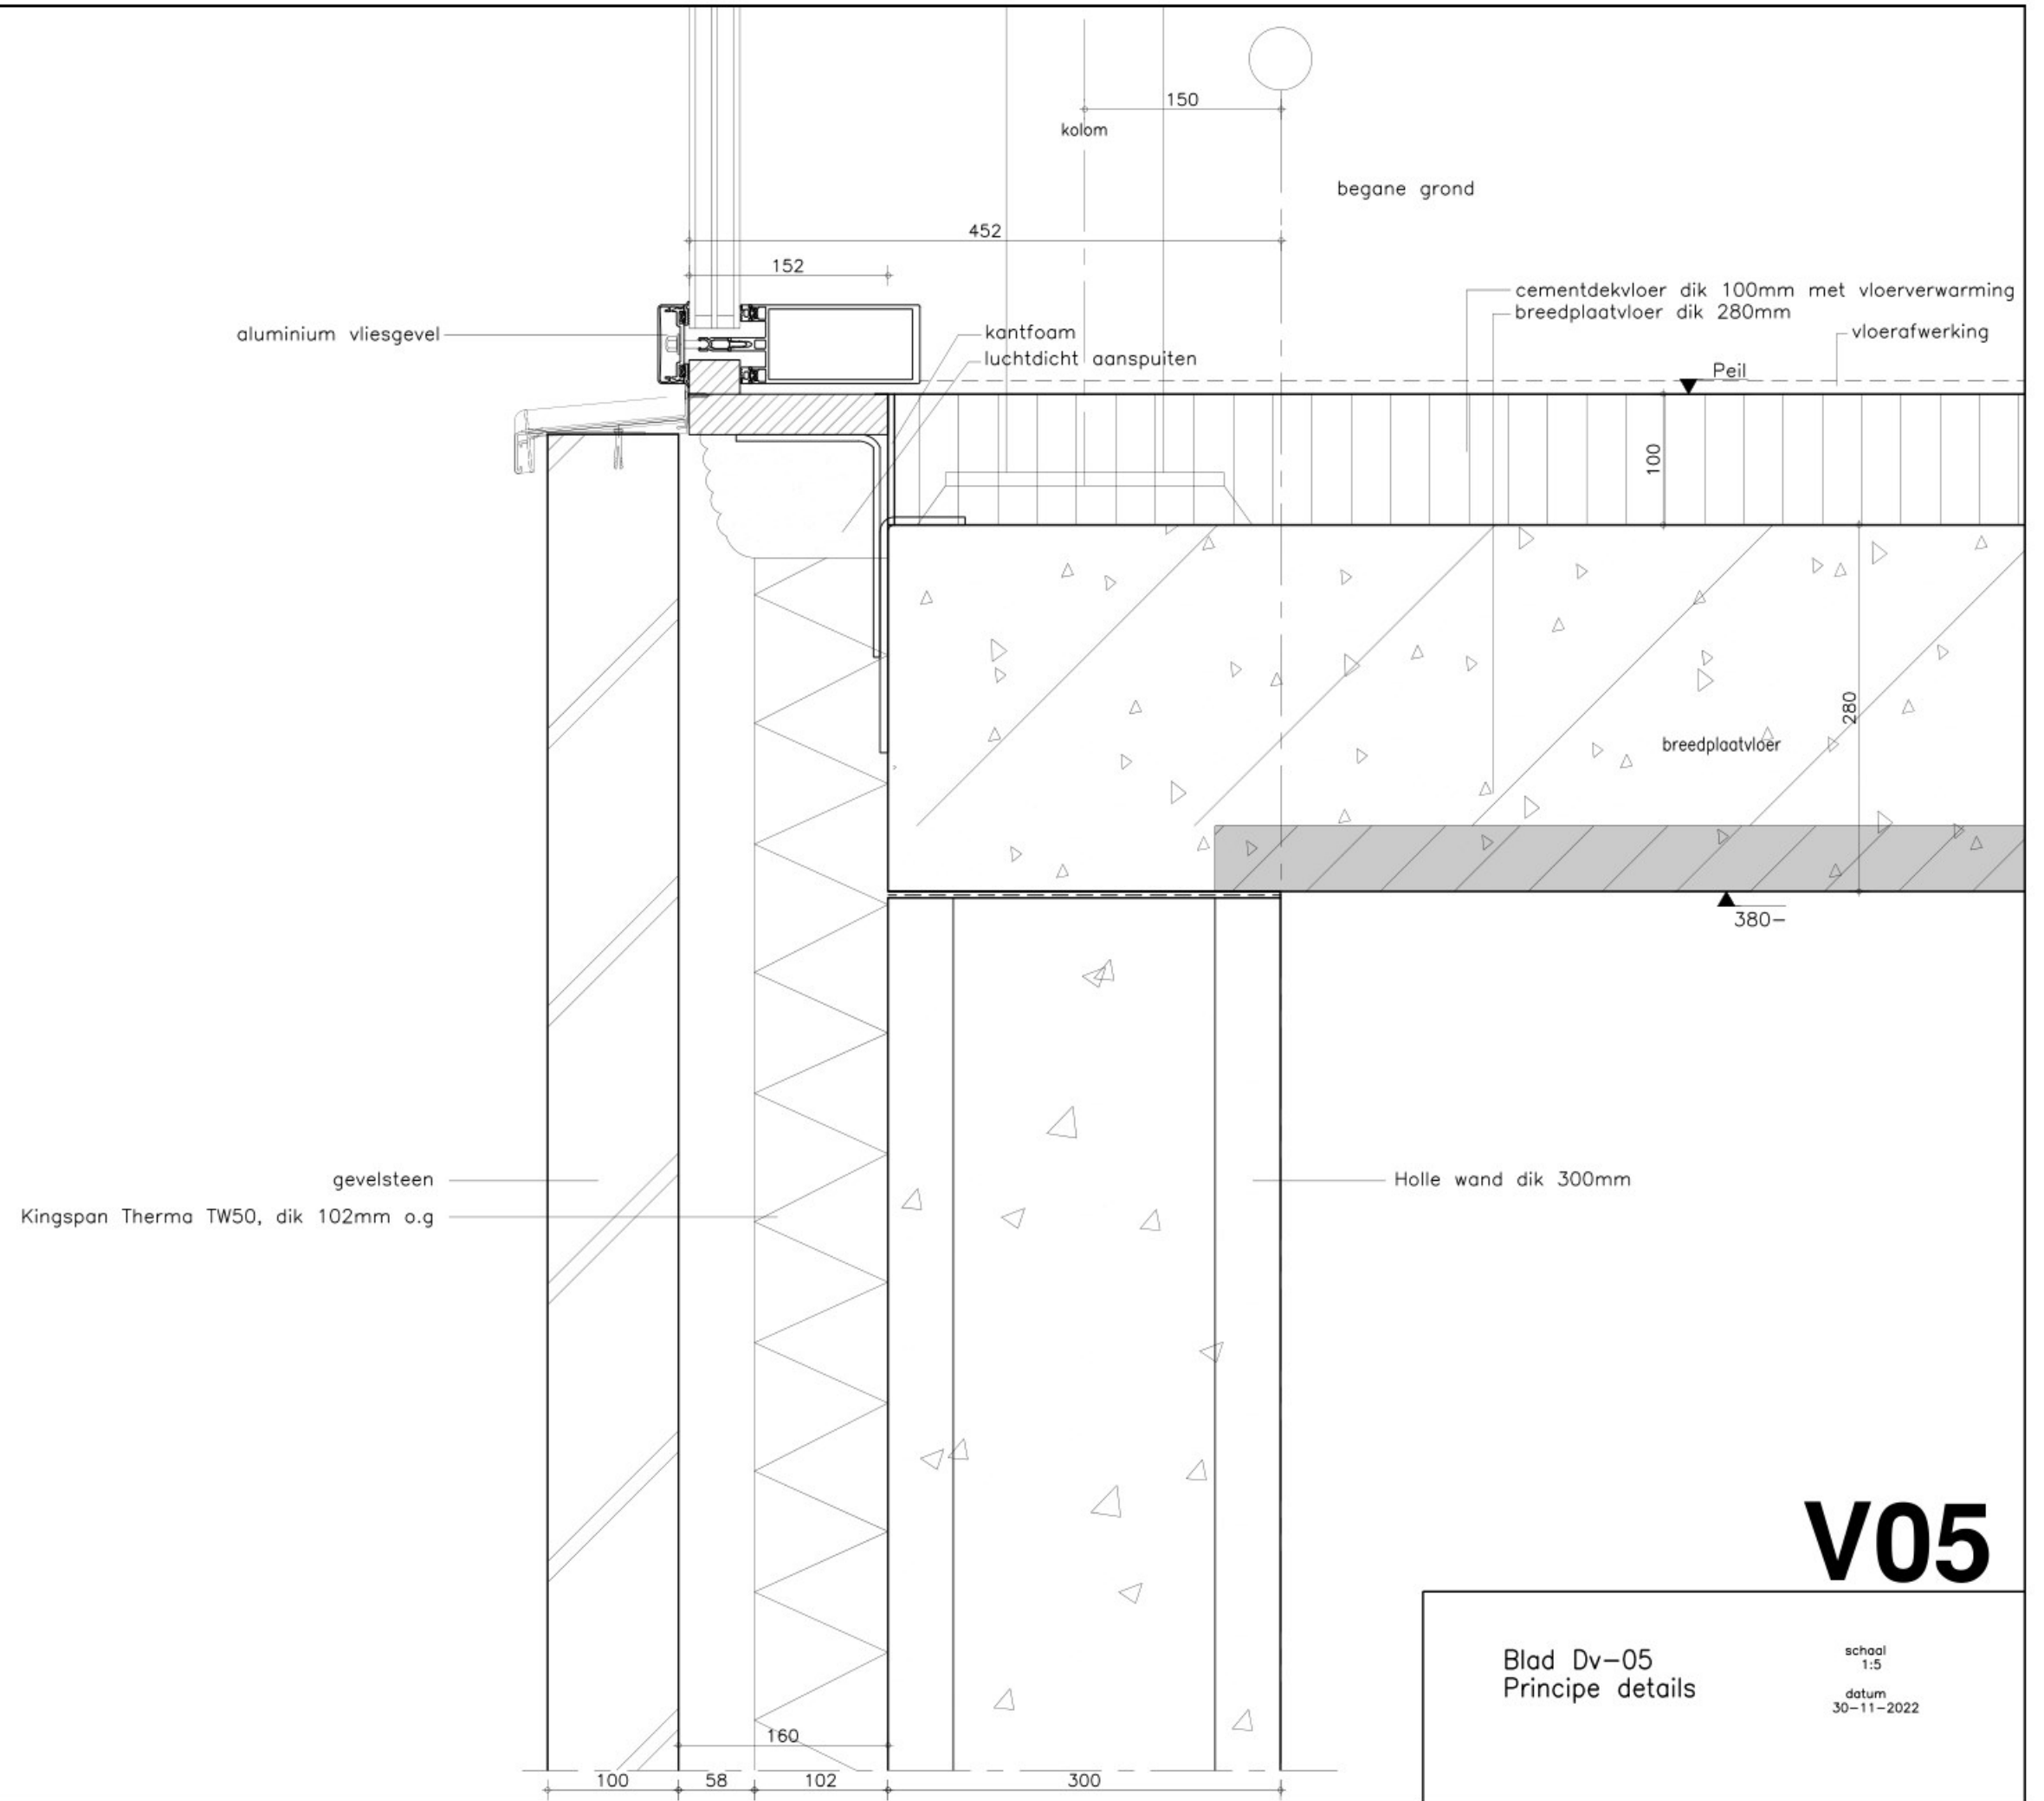 150
kolom
begane grond
452
152
cementdekvloer dik 100mm met vloerverwarming
breedplaatvloer dik 280mm
aluminium vliesgevel
kantfoam
vloerafwerking
luchtdicht aanspuiten
Peil
100
280
breedplaatvloer
380-
gevelsteen
Holle wand dik 300mm
Kingspan Therma TW50, dik 102mm o.g
V05
Blad Dv-05
Principe details
schaal
1:5
datum
30-11-2022
160
100 58 102 300